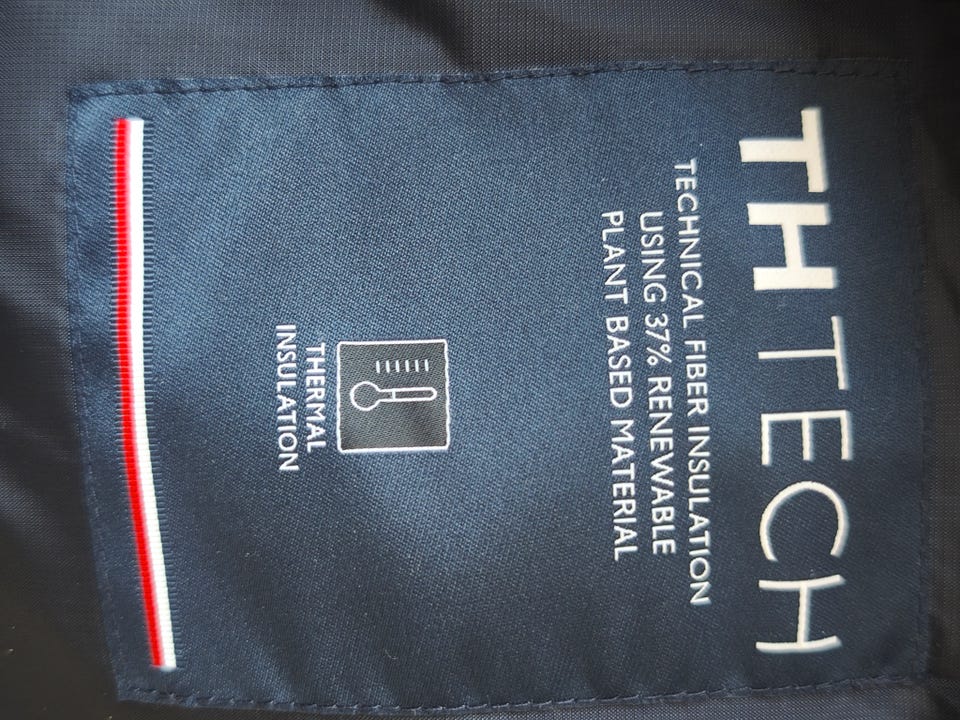 TH TECH
TECHNICAL FIBER INSULATION
USING 37% RENEWABLE
PLANT BASED MATERIAL
THERMAL
INSULATION